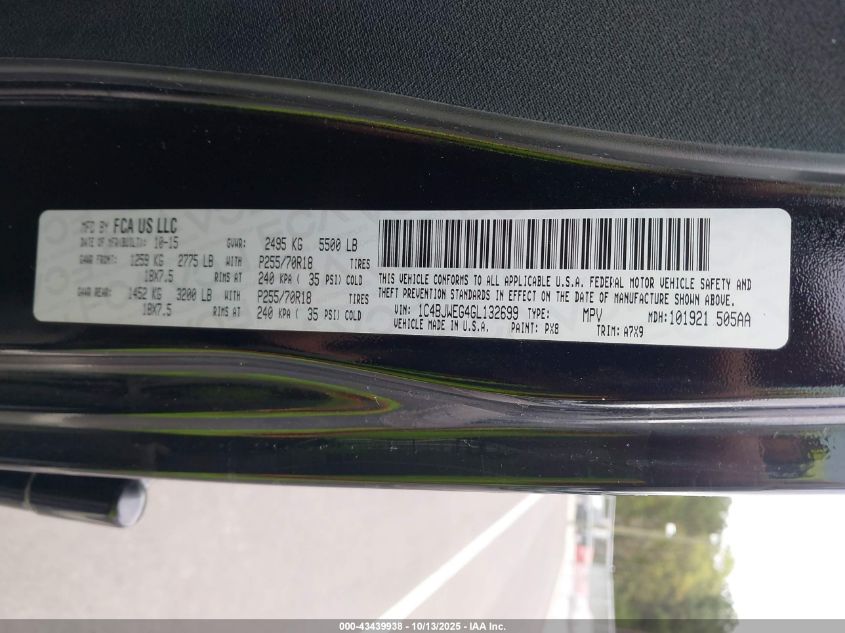 MFD BY FCA US LLC
DATE OF MFR(BUILT): 10-15 GVWR: 2495 KG 5500 LB
GAWR FRONT: 1259 KG 2775 LB WITH P255/70R18 TIRES
18X7.5 RIMS AT 240 KPA ( 35 PSI) COLD
GAWR REAR: 1452 KG 3200 LB WITH P255/70R18 TIRES
18X7.5 RIMS AT 240 KPA ( 35 PSI) COLD
THIS VEHICLE CONFORMS TO ALL APPLICABLE U.S.A. FEDERAL MOTOR VEHICLE SAFETY AND
THEFT PREVENTION STANDARDS IN EFFECT ON THE DATE OF MANUFACTURE SHOWN ABOVE.
VIN: 1C4BJWEG4GL132699 TYPE: MPV MDH:101921 505AA
VEHICLE MADE IN U.S.A. PAINT: PX8 TRIM: A7X9
000-43439938 - 10/13/2025 - IAA Inc.